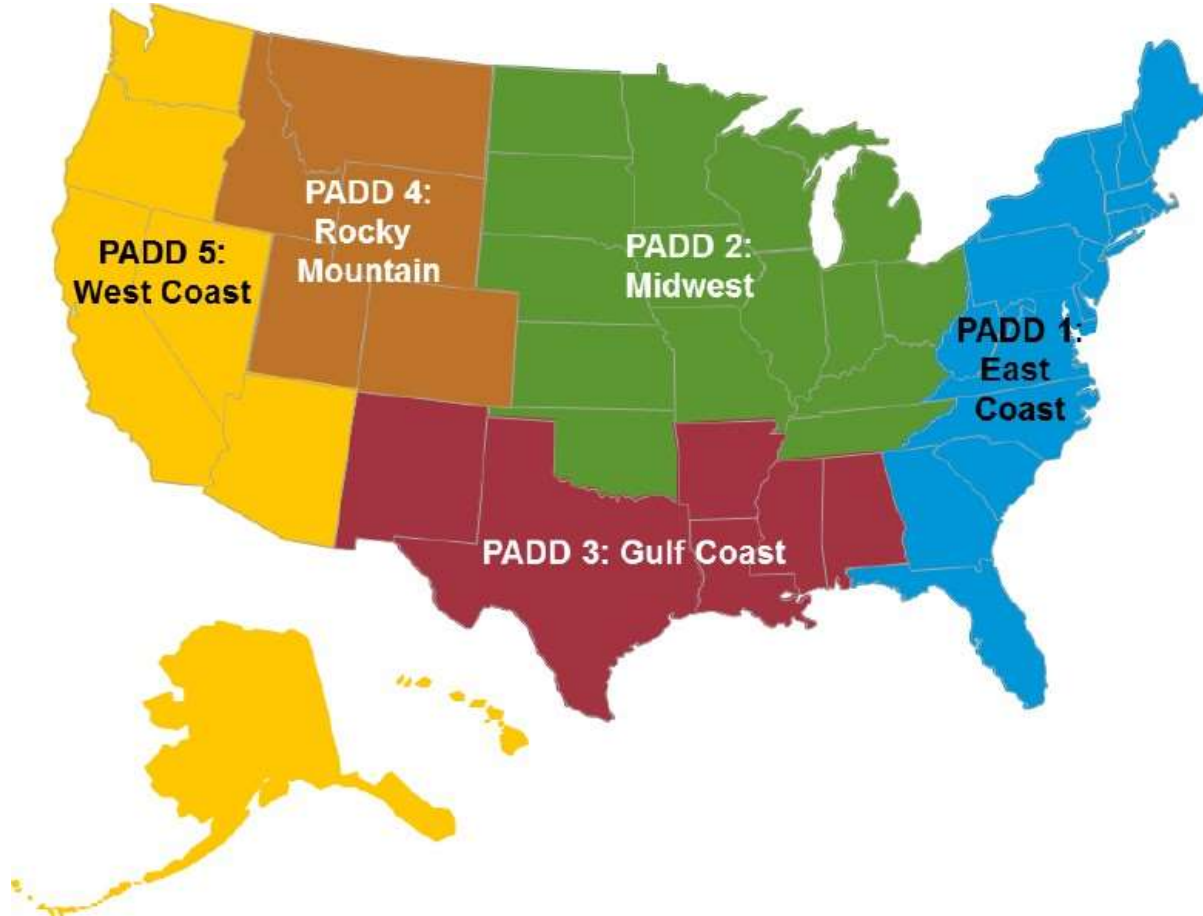 PADD 5:
West Coast
PADD 4:
Rocky
Mountain
PADD 2:
Midwest
PADD 1:
East
Coast
PADD 3: Gulf Coast